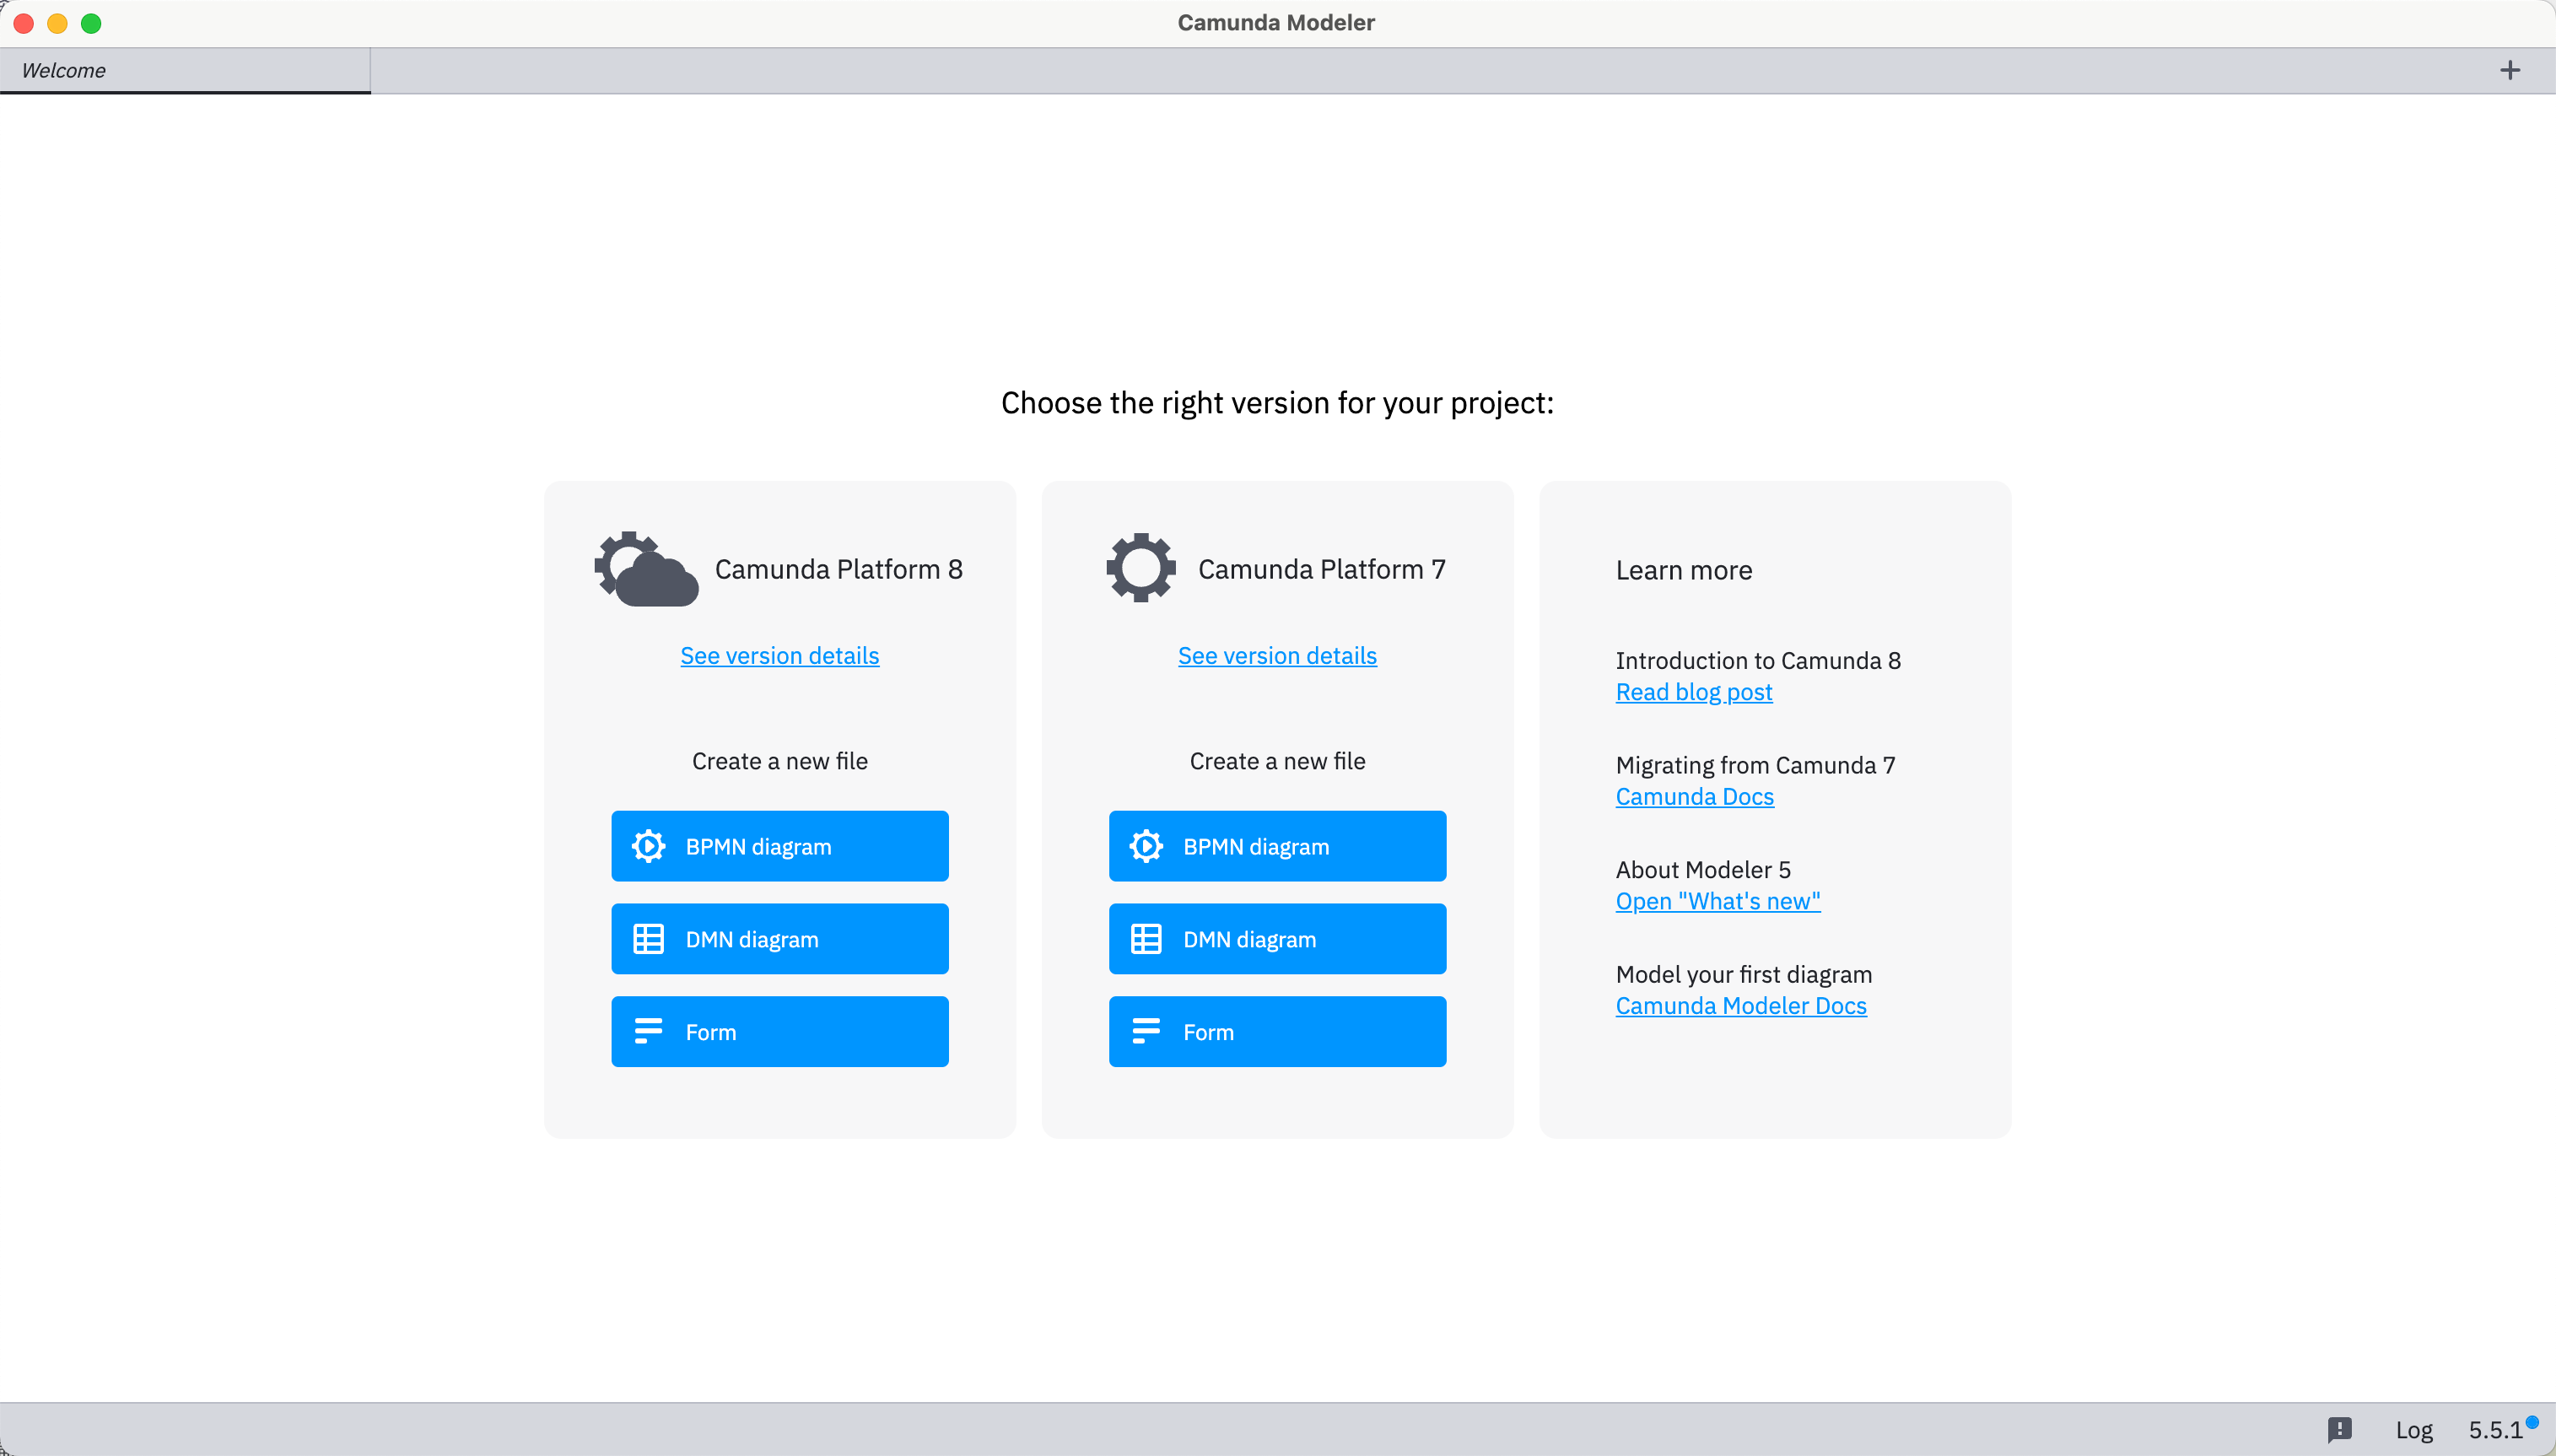 Camunda Modeler
Welcome
Choose the right version for your project:
Camunda Platform 8
See version details
Create a new file
BPMN diagram
DMN diagram
Form
Camunda Platform 7
See version details
Create a new file
BPMN diagram
DMN diagram
Form
Learn more
Introduction to Camunda 8
Read blog post
Migrating from Camunda 7
Camunda Docs
About Modeler 5
Open "What's new"
Model your first diagram
Camunda Modeler Docs
Log 5.5.1